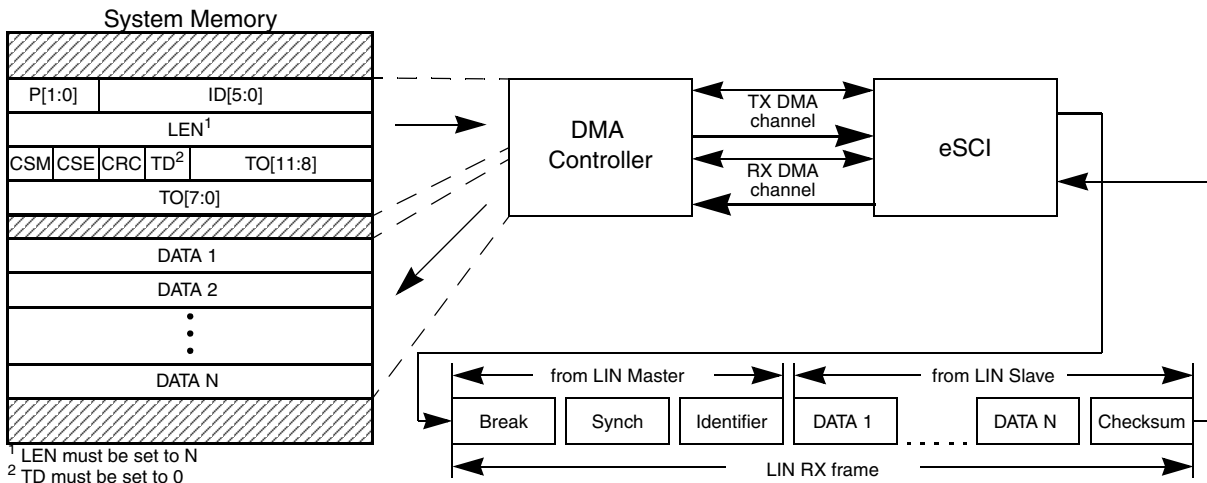 System Memory
P[1:0] ID[5:0]
LEN1
CSM CSE CRC TD2 TO[11:8]
TO[7:0]
DATA 1
DATA 2
DATA N
1 LEN must be set to N
2 TD must be set to 0
DMA
Controller
TX DMA
channel
RX DMA
channel
eSCI
from LIN Master
from LIN Slave
Break
Synch
Identifier
DATA 1
DATA N
Checksum
LIN RX frame